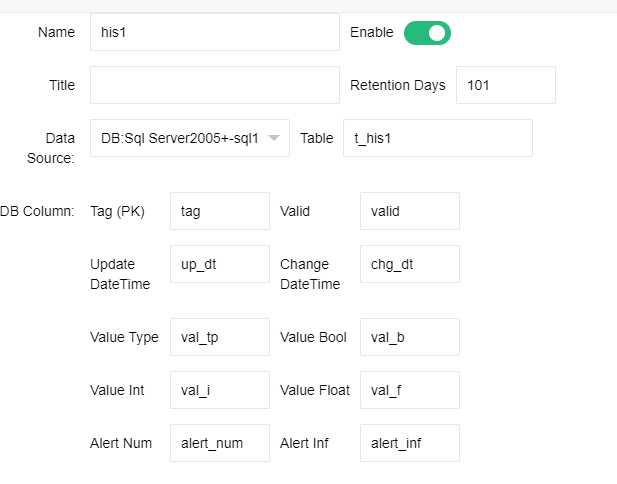 Name his1 Enable
Title Retention Days 101
Data Source: DB:Sql Server2005+-sql1 Table t_his1
DB Column: Tag (PK) tag Valid valid
Update DateTime up_dt Change DateTime chg_dt
Value Type val_tp Value Bool val_b
Value Int val_i Value Float val_f
Alert Num alert_num Alert Inf alert_inf